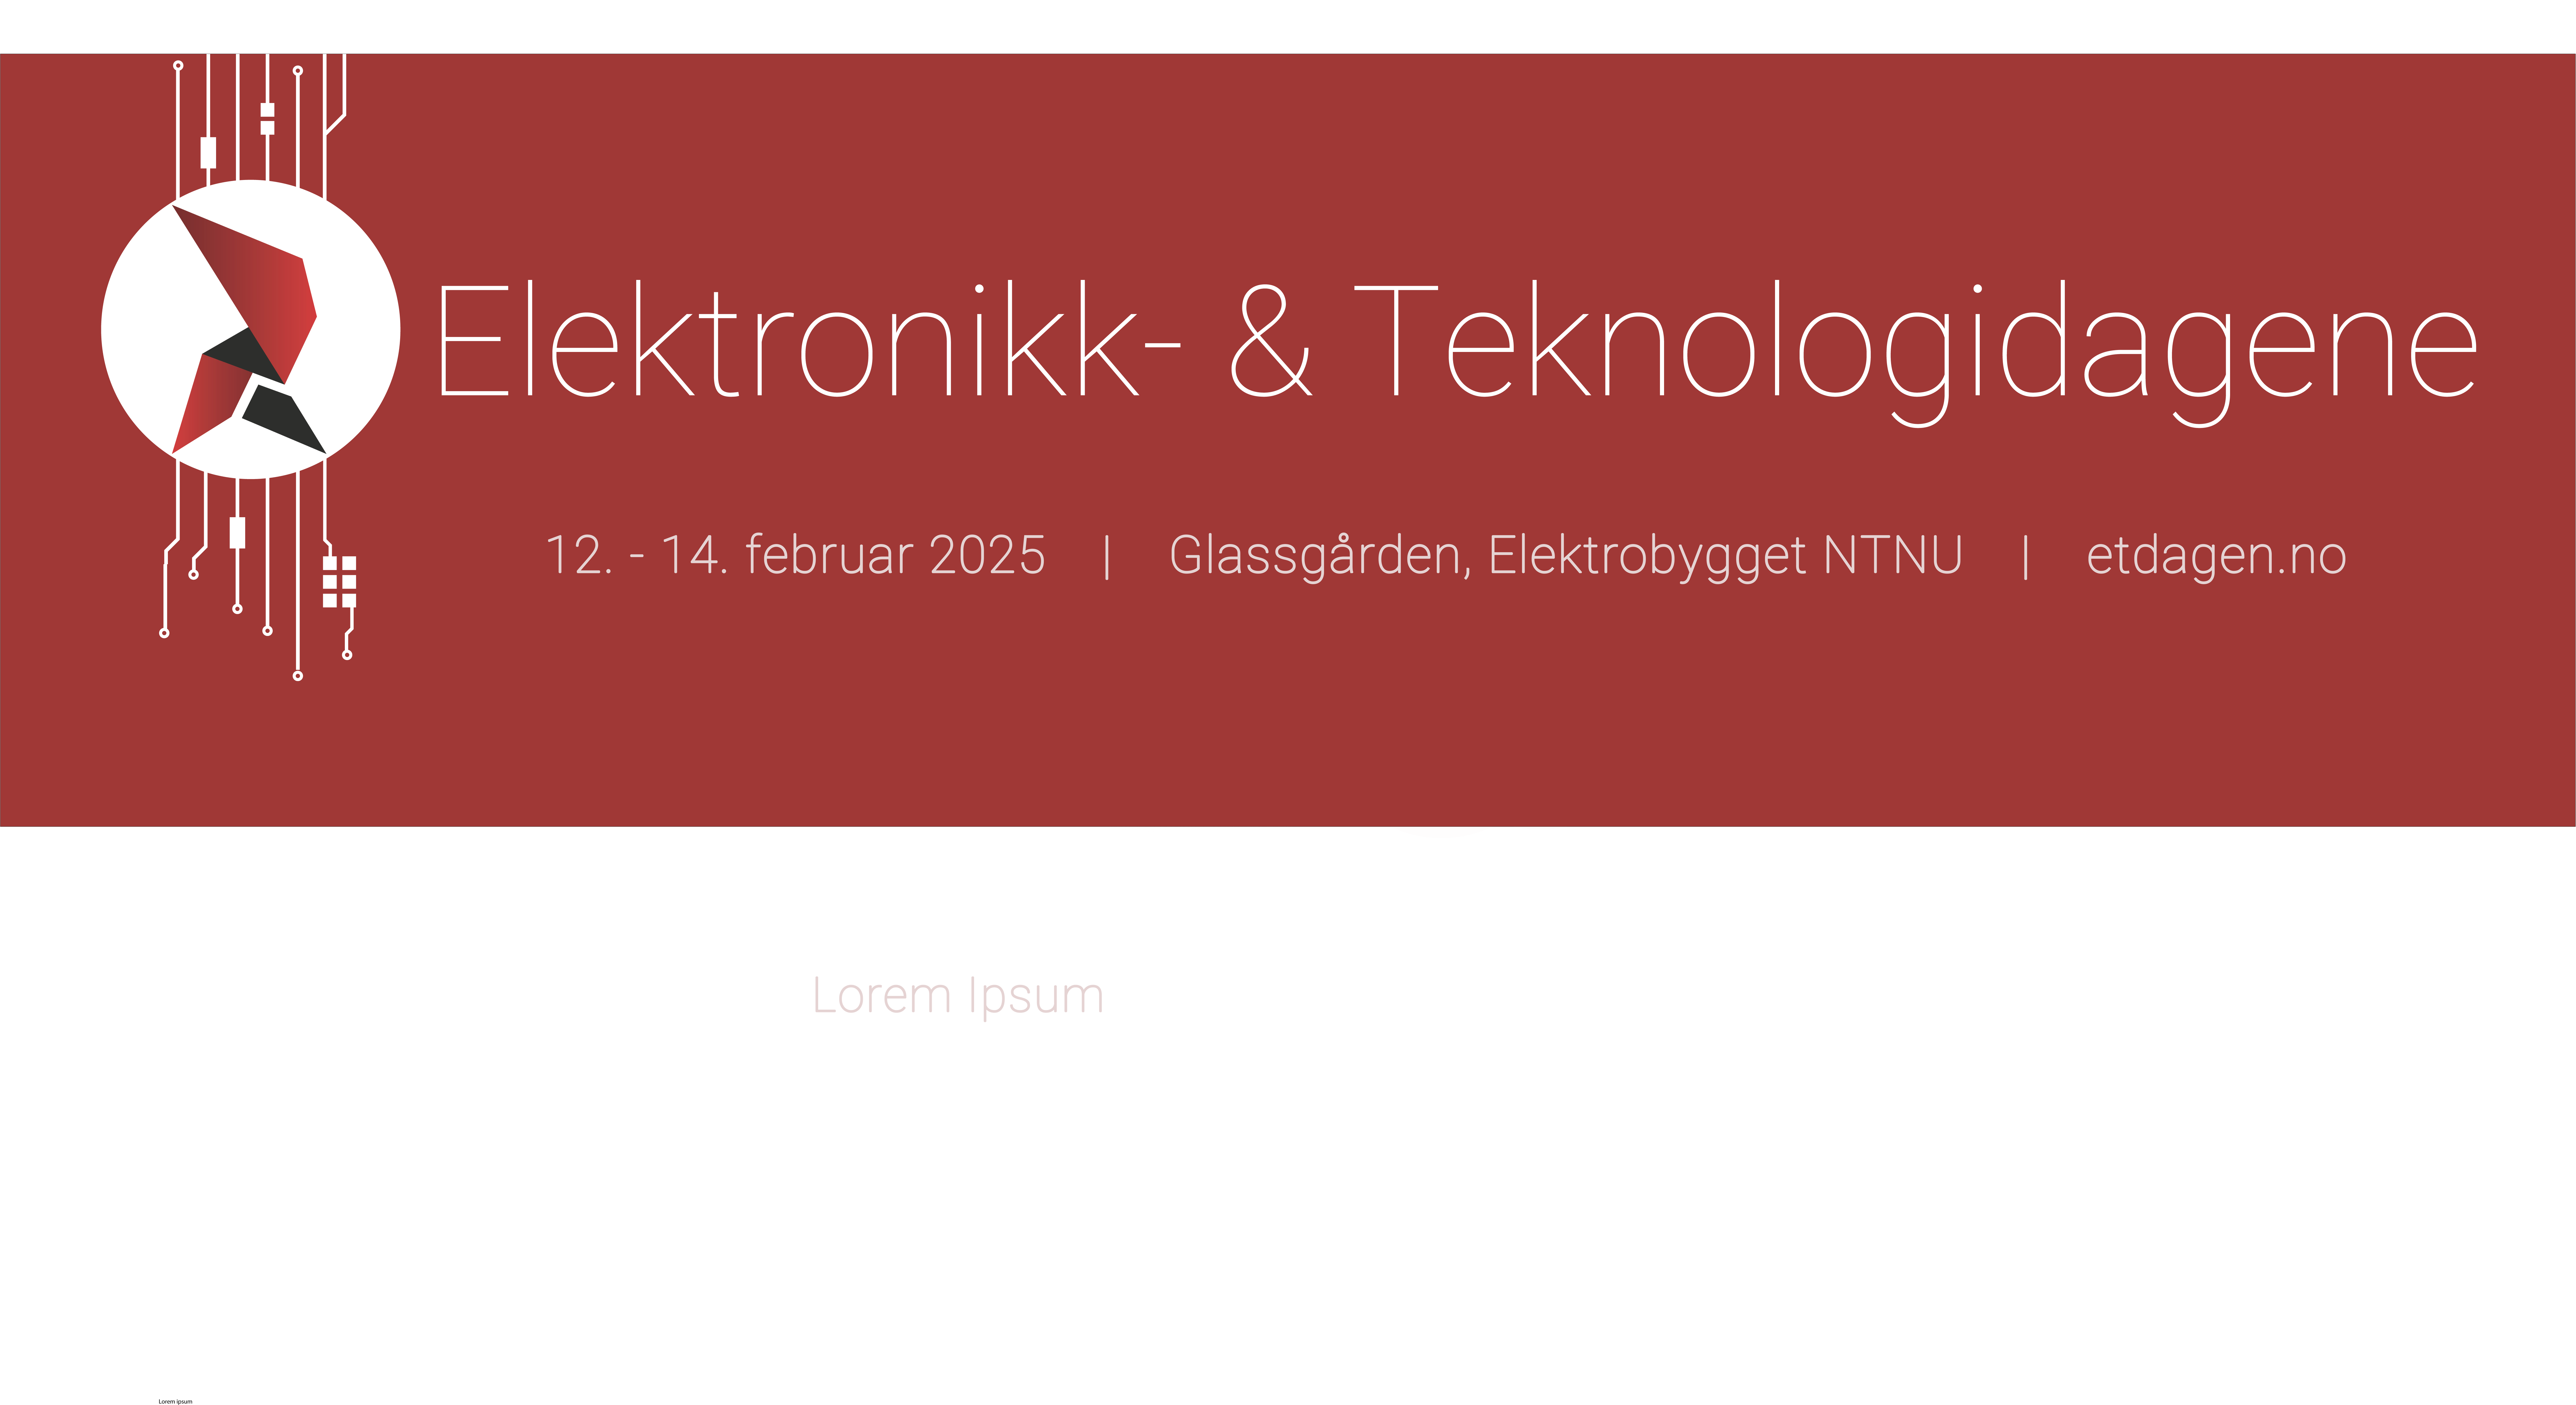 Elektronikk- & Teknologidagene
12. - 14. februar 2025 | Glassgården, Elektrobygget NTNU | etdagen.no
Lorem Ipsum
Lorem ipsum